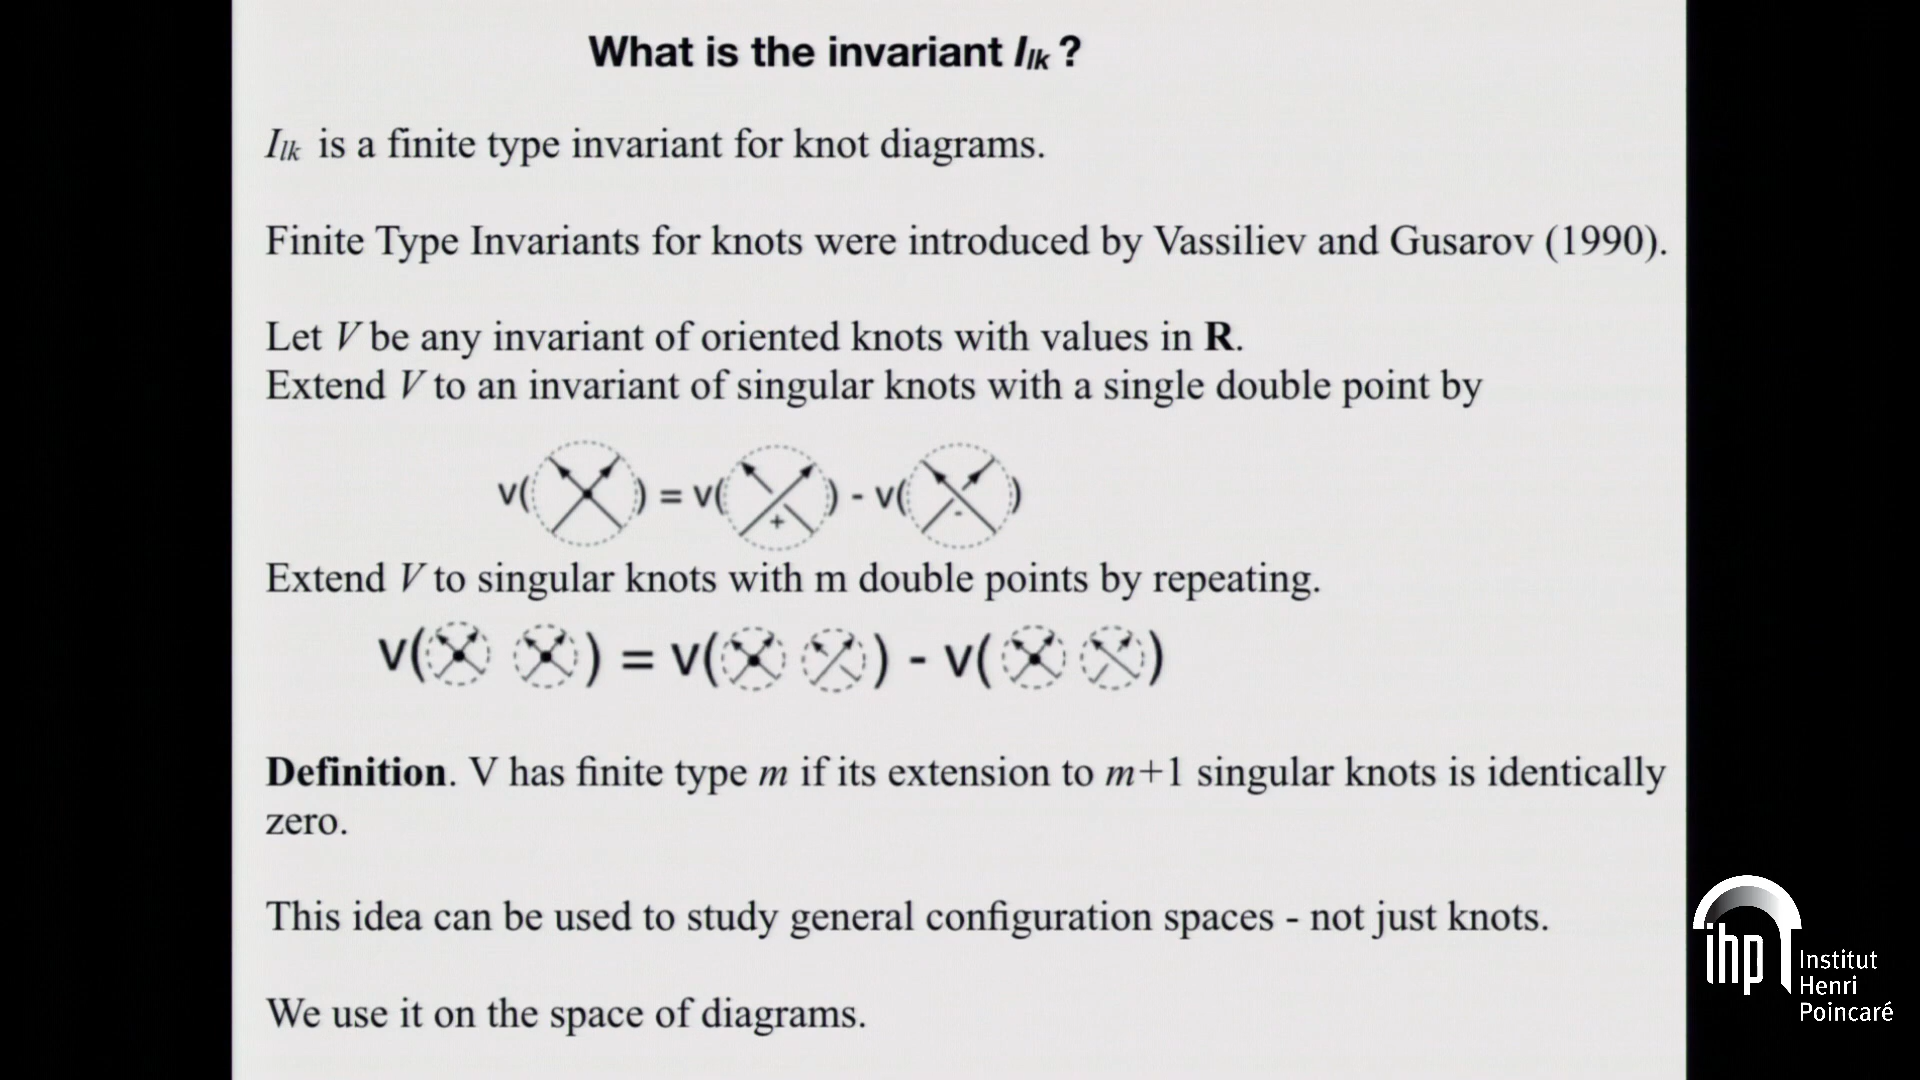 What is the invariant Ilk ?
Ilk is a finite type invariant for knot diagrams.
Finite Type Invariants for knots were introduced by Vassiliev and Gusarov (1990).
Let V be any invariant of oriented knots with values in R.
Extend V to an invariant of singular knots with a single double point by
v( ) = v( + ) - v( - )
Extend V to singular knots with m double points by repeating.
v( ) = v( ) - v( )
Definition. V has finite type m if its extension to m+1 singular knots is identically
zero.
This idea can be used to study general configuration spaces - not just knots.
We use it on the space of diagrams.
ihp
Institut
Henri
Poincaré